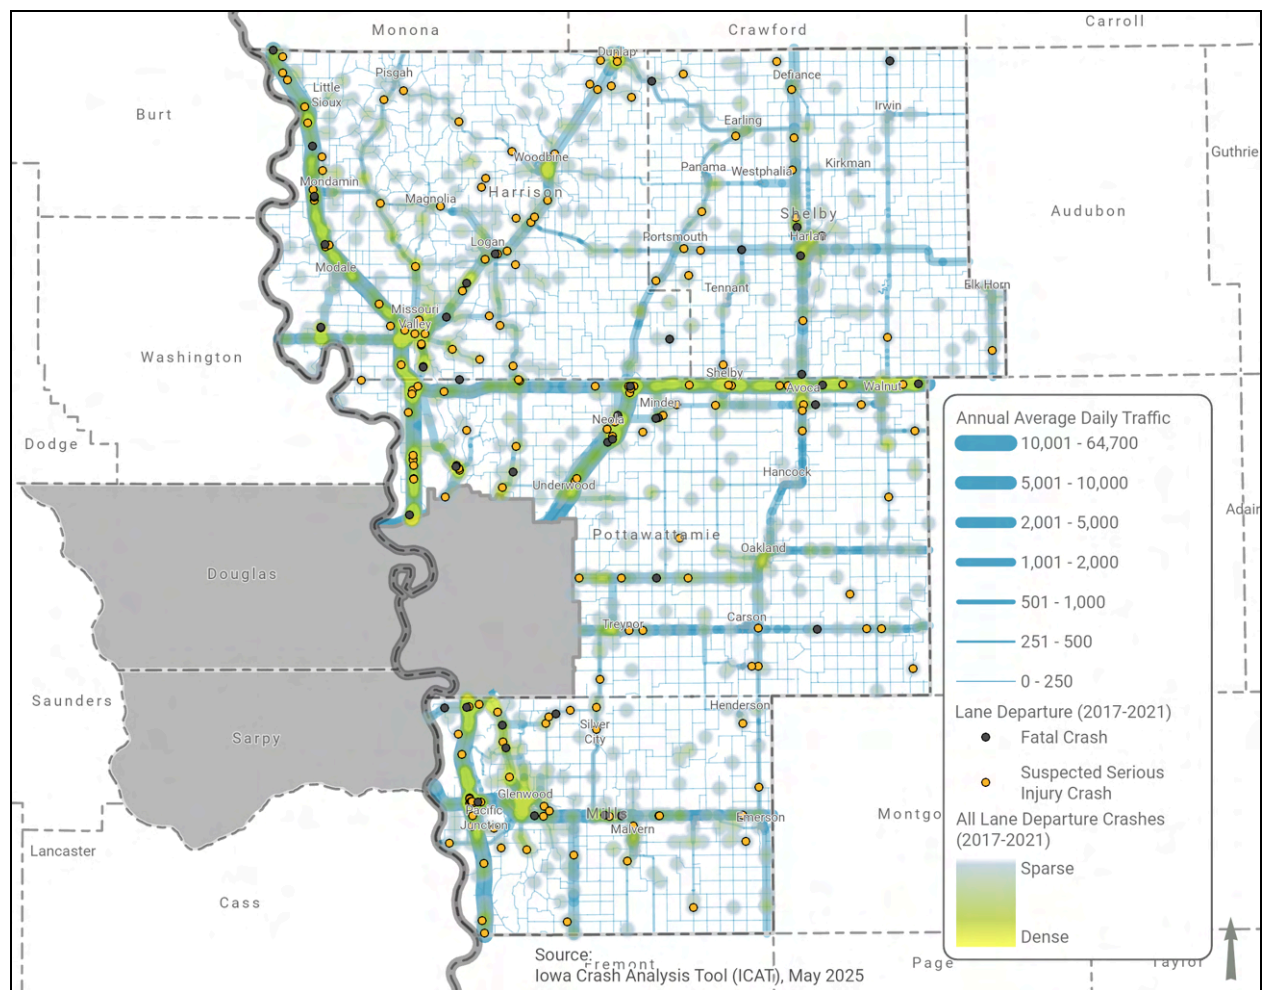 Monona
Crawford
Carroll
Burt
Little
Sioux
Pisgah
Dunlap
Defiance
Irwin
Earling
Guthrie
Woodbine
Panama
Westphalia
Kirkman
Mondamin
Harrison
Magnolia
Shelby
Audubon
Logan
Portsmouth
Harlan
Modale
Tennant
Elk Horn
Missouri
Valley
Washington
Shelby
Avoca
Walnut
Minden
Neola
Dodge
Hancock
Underwood
Adair
Pottawattamie
Oakland
Douglas
Carson
Treynor
Saunders
Henderson
Silver
City
Sarpy
Glenwood
Pacific
Junction
Mills
Malvern
Emerson
Montgo
Lancaster
Cass
Fremont
Page
Taylor
Annual Average Daily Traffic
10,001 - 64,700
5,001 - 10,000
2,001 - 5,000
1,001 - 2,000
501 - 1,000
251 - 500
0 - 250
Lane Departure (2017-2021)
Fatal Crash
Suspected Serious
Injury Crash
All Lane Departure Crashes
(2017-2021)
Sparse
Dense
Source:
Iowa Crash Analysis Tool (ICAT), May 2025